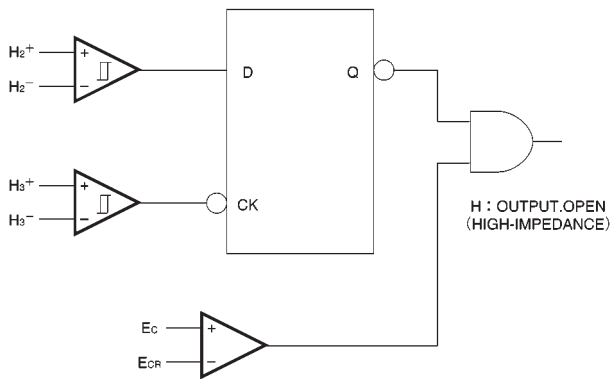 H2+
+
H2−
−
D
Q
H3+
+
H3−
−
CK
H : OUTPUT.OPEN
(HIGH-IMPEDANCE)
EC
+
ECR
−